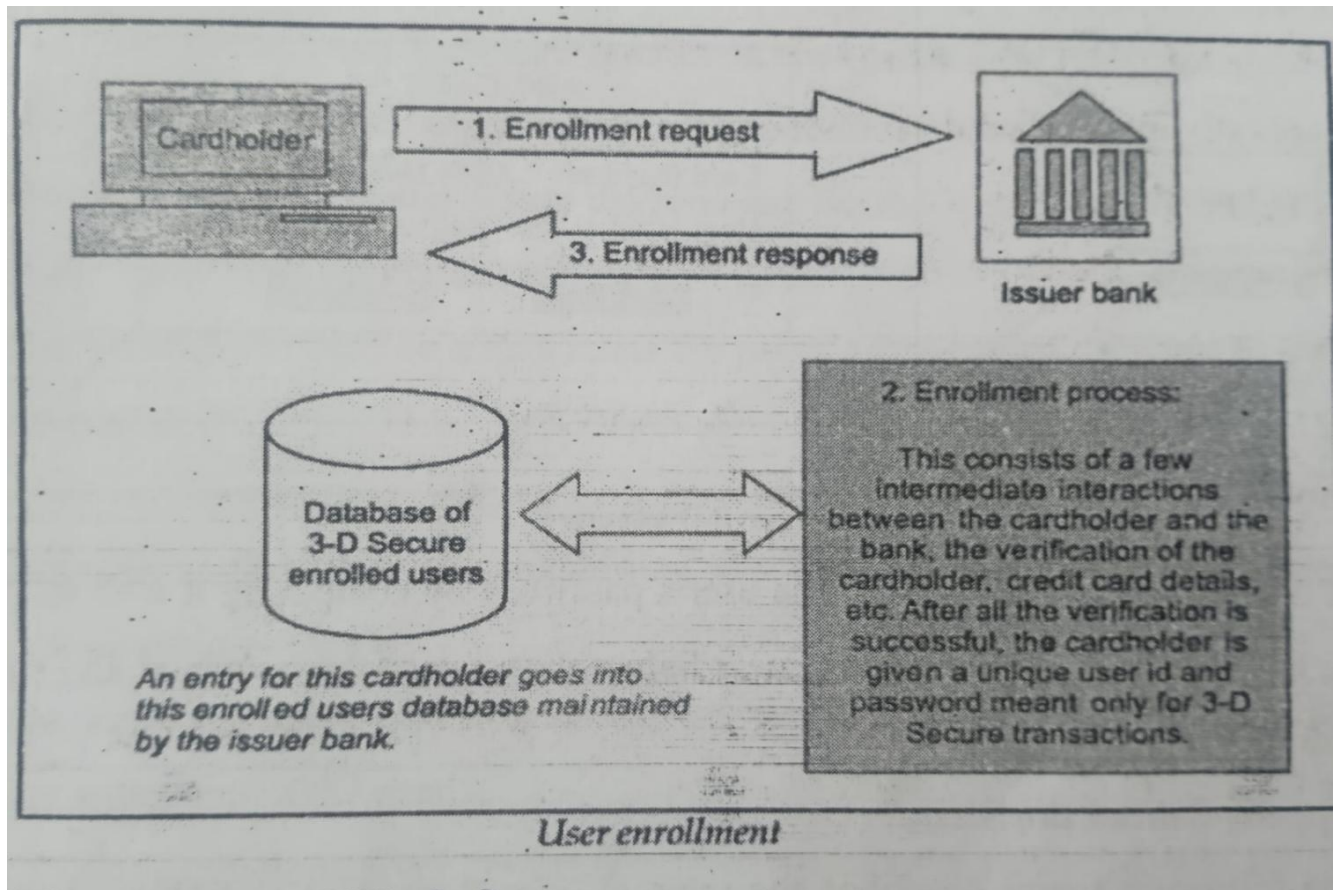 Cardholder
1. Enrollment request
3. Enrollment response
Issuer bank
Database of
3-D Secure
enrolled users
An entry for this cardholder goes into
this enrolled users database maintained
by the issuer bank.
2. Enrollment process:
This consists of a few
intermediate interactions
between the cardholder and the
bank, the verification of the
cardholder, credit card details,
etc. After all the verification is
successful, the cardholder is
given a unique user id and
password meant only for 3-D
Secure transactions.
User enrollment